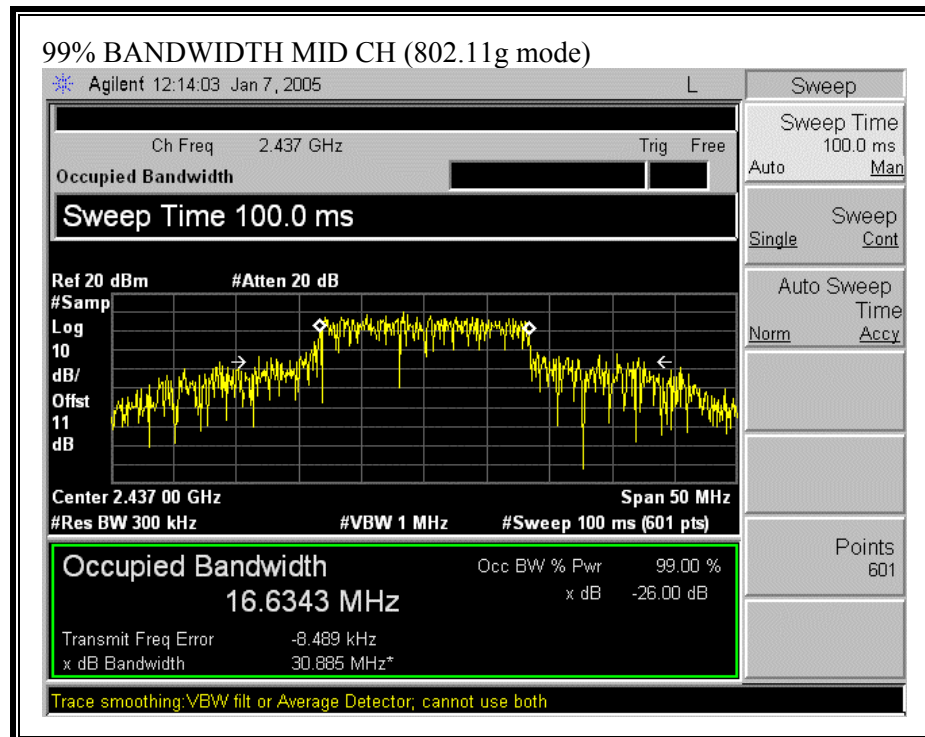 99% BANDWIDTH MID CH (802.11g mode)
Agilent 12:14:03 Jan 7, 2005 L Sweep
Ch Freq 2.437 GHz Trig Free
Occupied Bandwidth
Sweep Time 100.0 ms
Sweep Time
100.0 ms
Auto Man
Sweep
Single Cont
Auto Sweep
Time
Norm Accy
Points
601
Ref 20 dBm #Atten 20 dB
#Samp
Log
10
dB/
Offst
11
dB
Center 2.437 00 GHz Span 50 MHz
#Res BW 300 kHz #VBW 1 MHz #Sweep 100 ms (601 pts)
Occupied Bandwidth Occ BW % Pwr 99.00 %
16.6343 MHz x dB -26.00 dB
Transmit Freq Error -8.489 kHz
x dB Bandwidth 30.885 MHz*
Trace smoothing:VBW filt or Average Detector; cannot use both